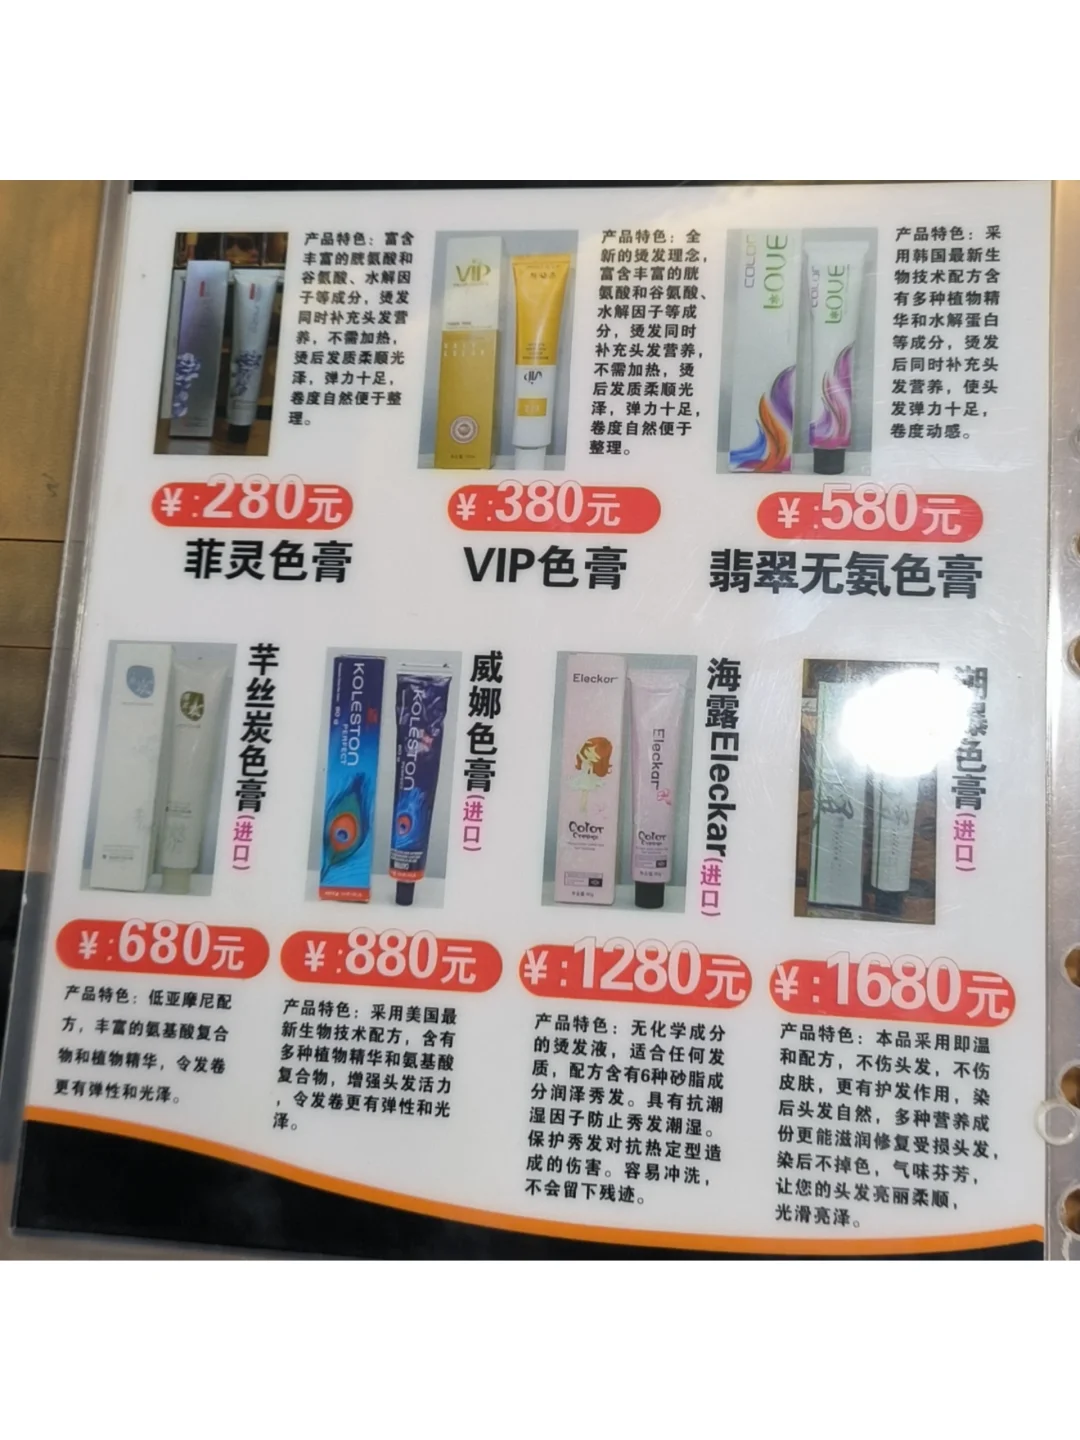 产品特色：富含
丰富的胱氨酸和
谷氨酸、水解因
子等成分，烫发
同时补充头发营
养，不需加热，
烫后发质柔顺光
泽，弹力十足，
卷度自然便于整
理。
¥:280元
菲灵色膏
VIP
VIP
产品特色：全
新的烫发理念，
富含丰富的胱
氨酸和谷氨酸、
水解因子等成
分，烫发同时
补充头发营养，
不需加热，烫
后发质柔顺光
泽，弹力十足，
卷度自然便于
整理。
¥:380元
VIP色膏
COLOR
LOVE
COLOR
LOVE
产品特色：采
用韩国最新生
物技术配方含
有多种植物精
华和水解蛋白
等成分，烫发
后同时补充头
发营养，使头
发弹力十足，
卷度动感。
¥:580元
翡翠无氨色膏
芊丝炭色膏(进口)
¥:680元
产品特色：低亚摩尼配
方，丰富的氨基酸复合
物和植物精华，令发卷
更有弹性和光泽。
KOLESTON
PERFECT
KOLESTON
威娜色膏(进口)
¥:880元
产品特色：采用美国最
新生物技术配方，含有
多种植物精华和氨基酸
复合物，增强头发活力
，令发卷更有弹性和光
泽。
Eleckor
Color
Eleckar
Color
海露Eleckar(进口)
¥:1280元
产品特色：无化学成分
的烫发液，适合任何发
质，配方含有6种砂脂成
分润泽秀发。具有抗潮
湿因子防止秀发潮湿。
保护秀发对抗热定型造
成的伤害。容易冲洗，
不会留下残迹。
色膏(进口)
¥:1680元
产品特色：本品采用即温
和配方，不伤头发，不伤
皮肤，更有护发作用，染
后头发自然，多种营养成
份更能滋润修复受损头发，
染后不掉色，气味芬芳，
让您的头发亮丽柔顺，
光滑亮泽。